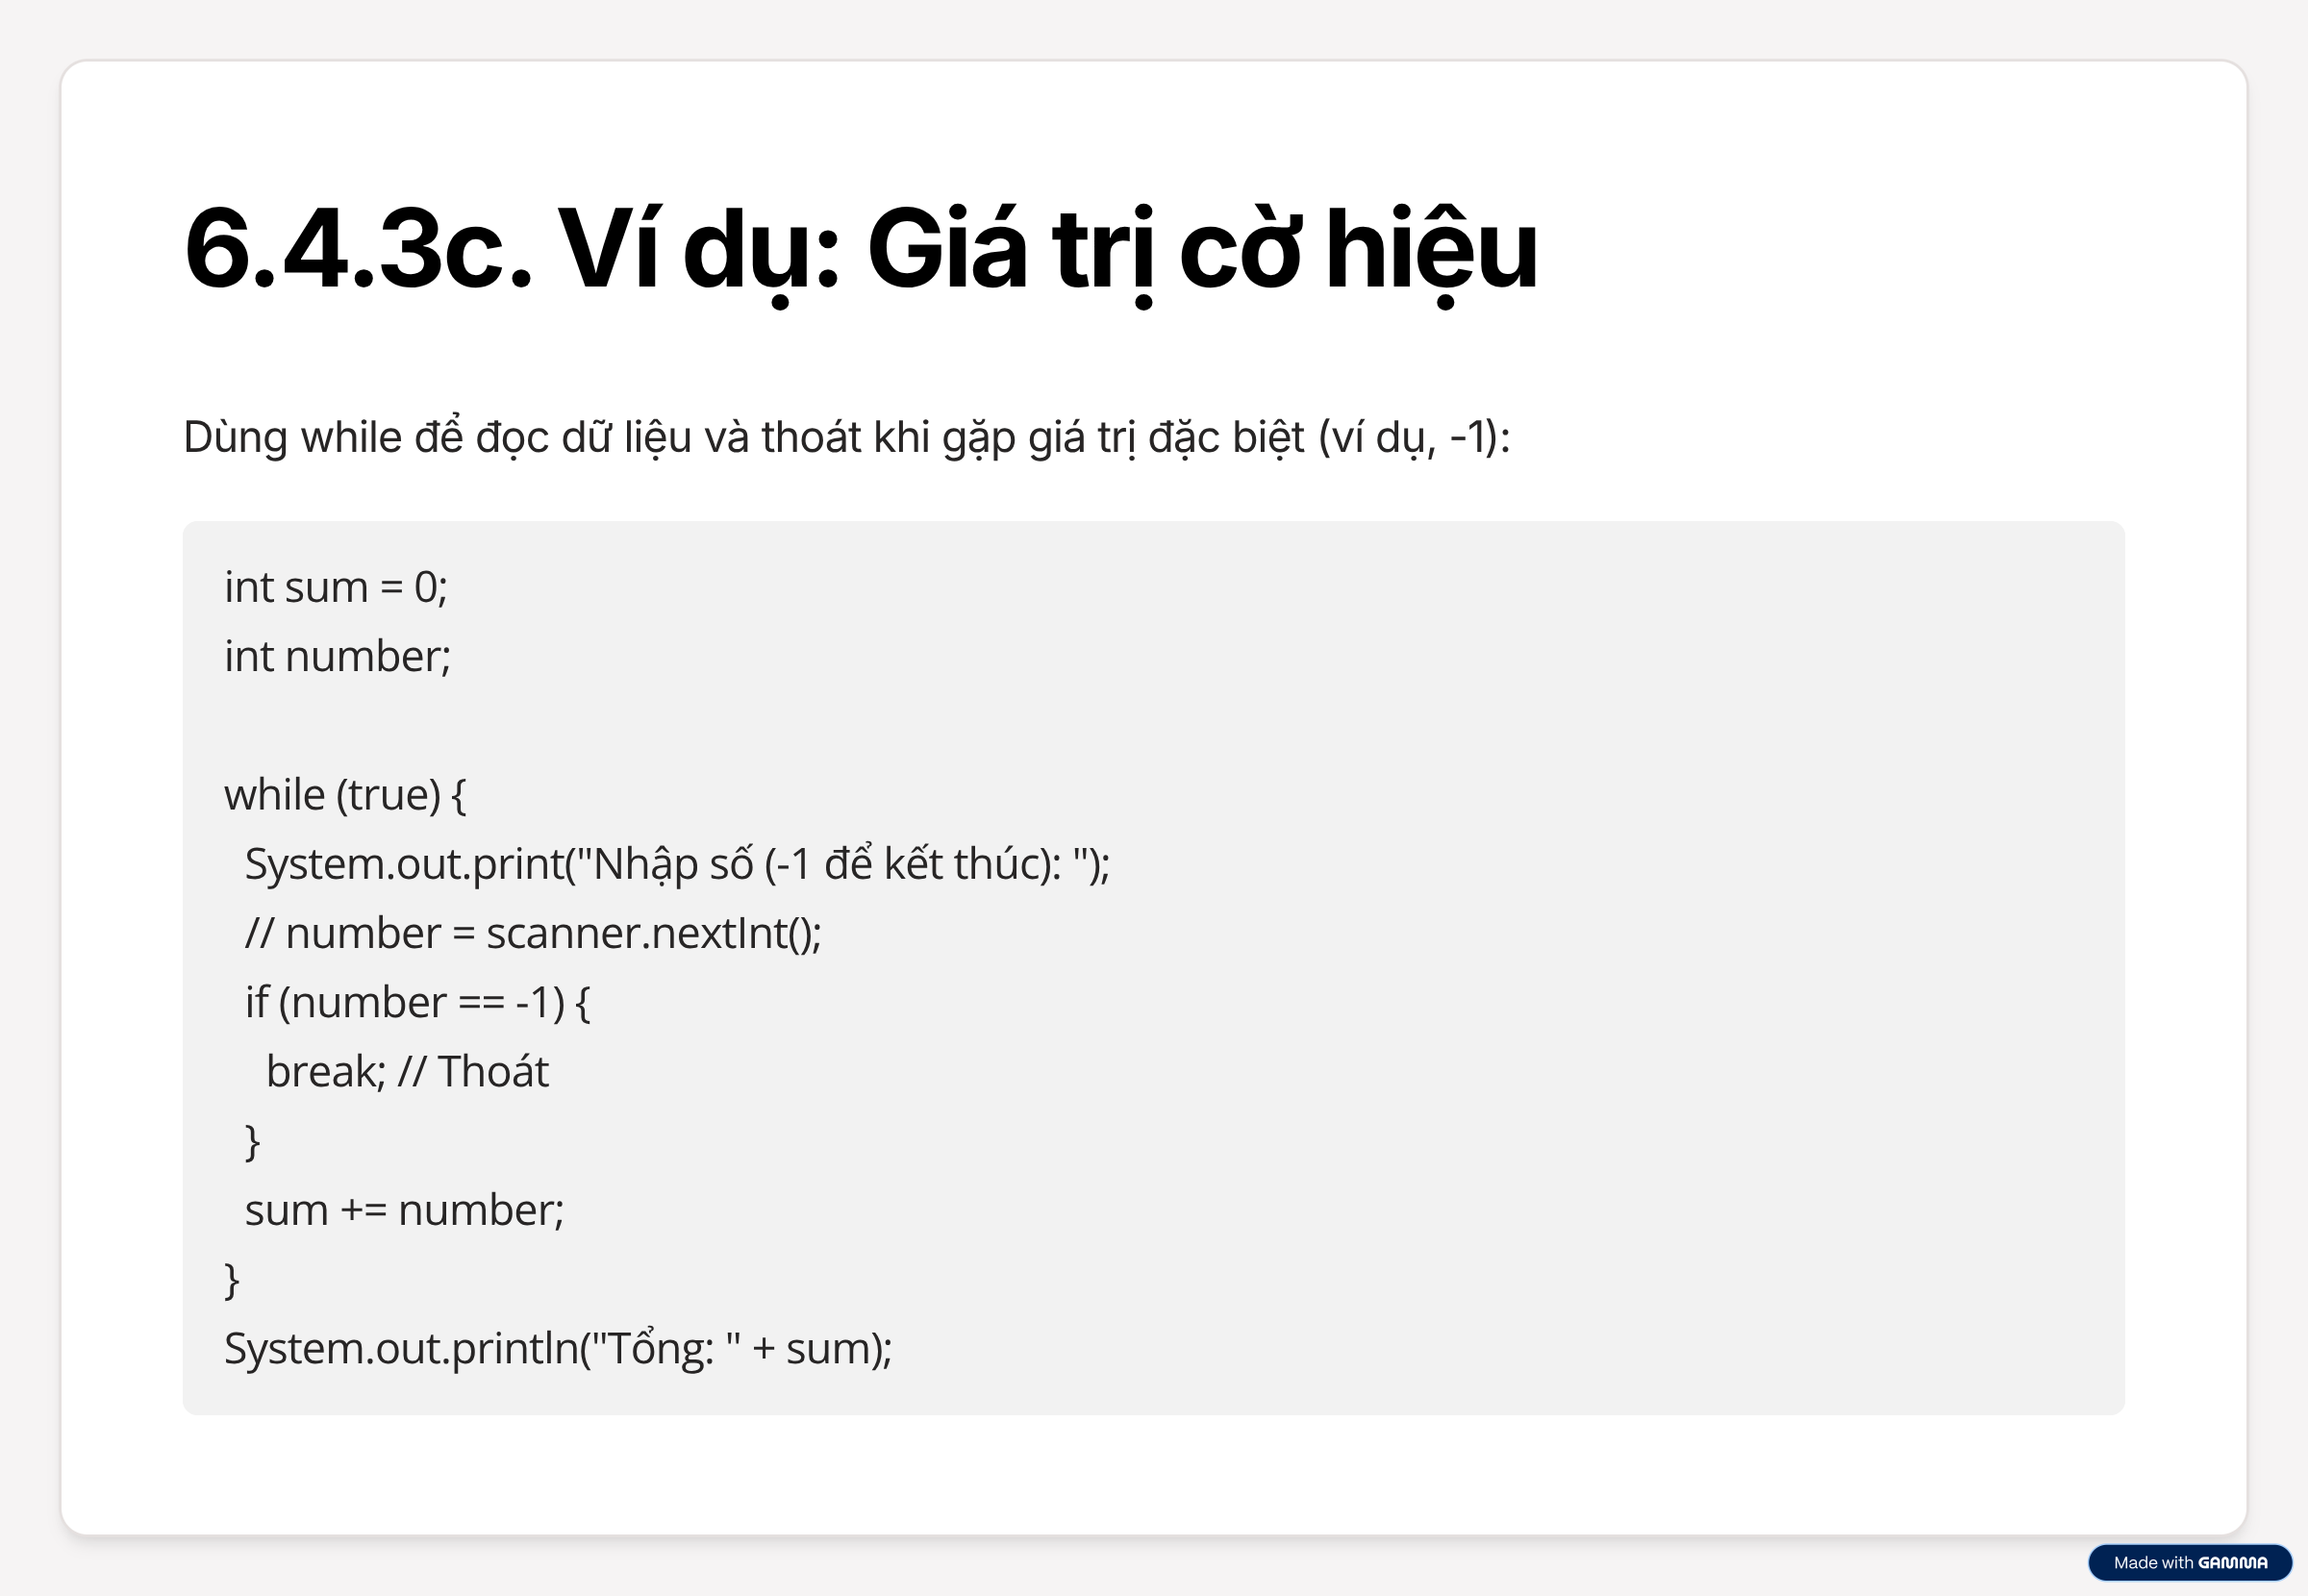 6.4.3c. Ví dụ: Giá trị cờ hiệu
Dùng while để đọc dữ liệu và thoát khi gặp giá trị đặc biệt (ví dụ, -1):
int sum = 0;
int number;
while (true) {
System.out.print("Nhập số (-1 để kết thúc): ");
// number = scanner.nextInt();
if (number == -1) {
break; // Thoát
}
sum += number;
}
System.out.println("Tổng: " + sum);
Made with GAMMA